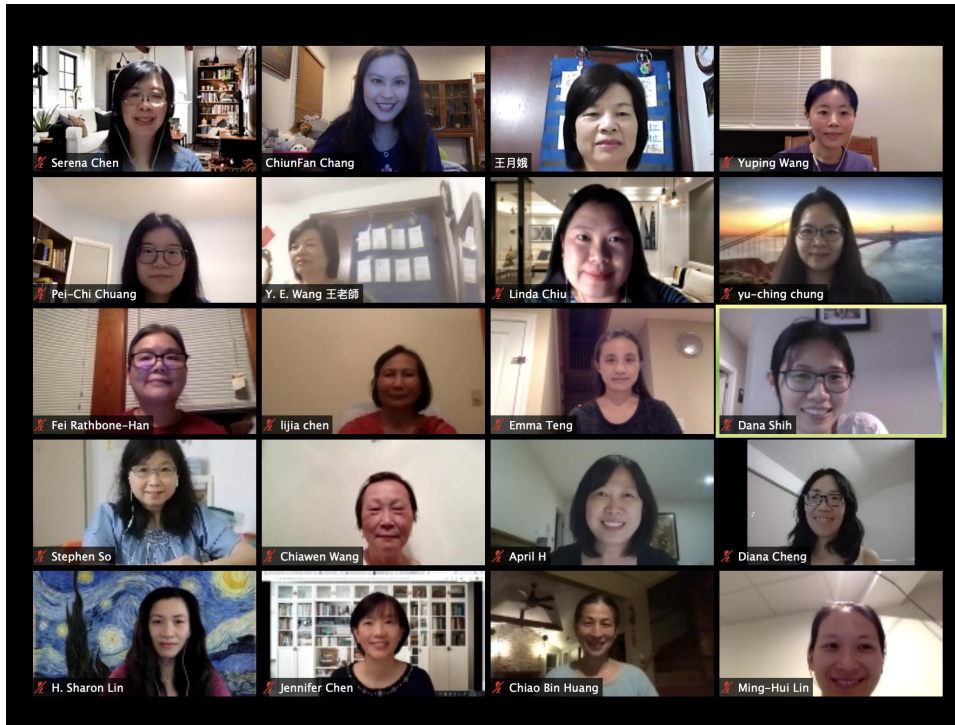 Serena Chen
ChiunFan Chang
王月娥
Yuping Wang
Pei-Chi Chuang
Y. E. Wang 王老師
Linda Chiu
yu-ching chung
Fei Rathbone-Han
lijia chen
Emma Teng
Dana Shih
Stephen So
Chiawen Wang
April H
Diana Cheng
H. Sharon Lin
Jennifer Chen
Chiao Bin Huang
Ming-Hui Lin